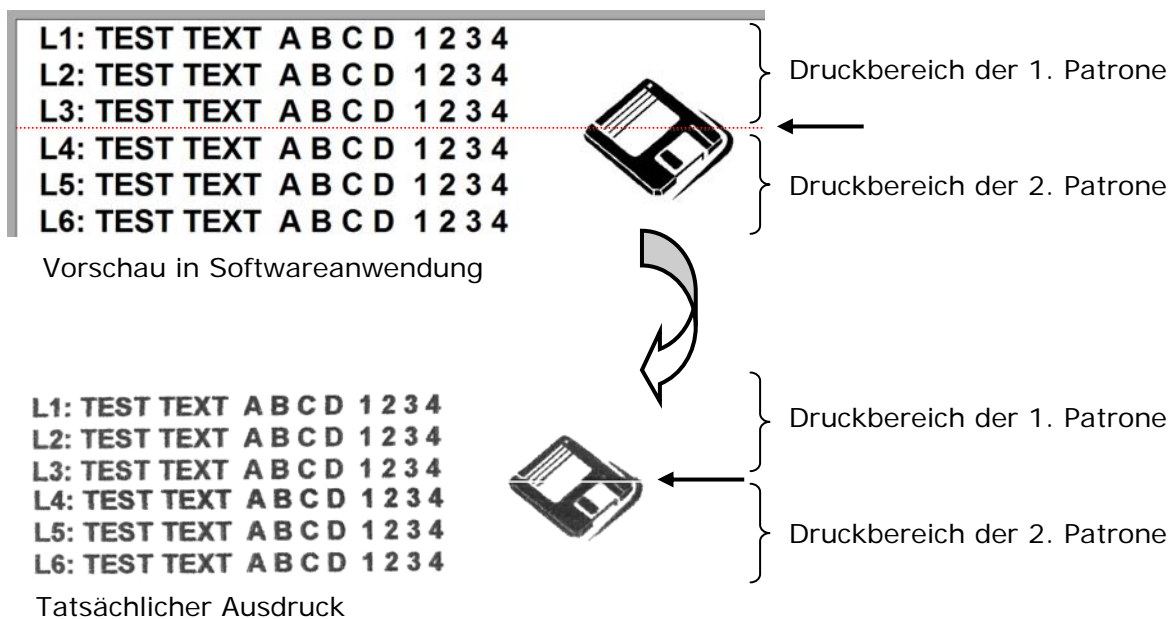 L1: TEST TEXT A B C D 1 2 3 4
L2: TEST TEXT A B C D 1 2 3 4
L3: TEST TEXT A B C D 1 2 3 4
L4: TEST TEXT A B C D 1 2 3 4
L5: TEST TEXT A B C D 1 2 3 4
L6: TEST TEXT A B C D 1 2 3 4
Druckbereich der 1. Patrone
Druckbereich der 2. Patrone
Vorschau in Softwareanwendung
L1: TEST TEXT A B C D 1 2 3 4
L2: TEST TEXT A B C D 1 2 3 4
L3: TEST TEXT A B C D 1 2 3 4
L4: TEST TEXT A B C D 1 2 3 4
L5: TEST TEXT A B C D 1 2 3 4
L6: TEST TEXT A B C D 1 2 3 4
Druckbereich der 1. Patrone
Druckbereich der 2. Patrone
Tatsächlicher Ausdruck